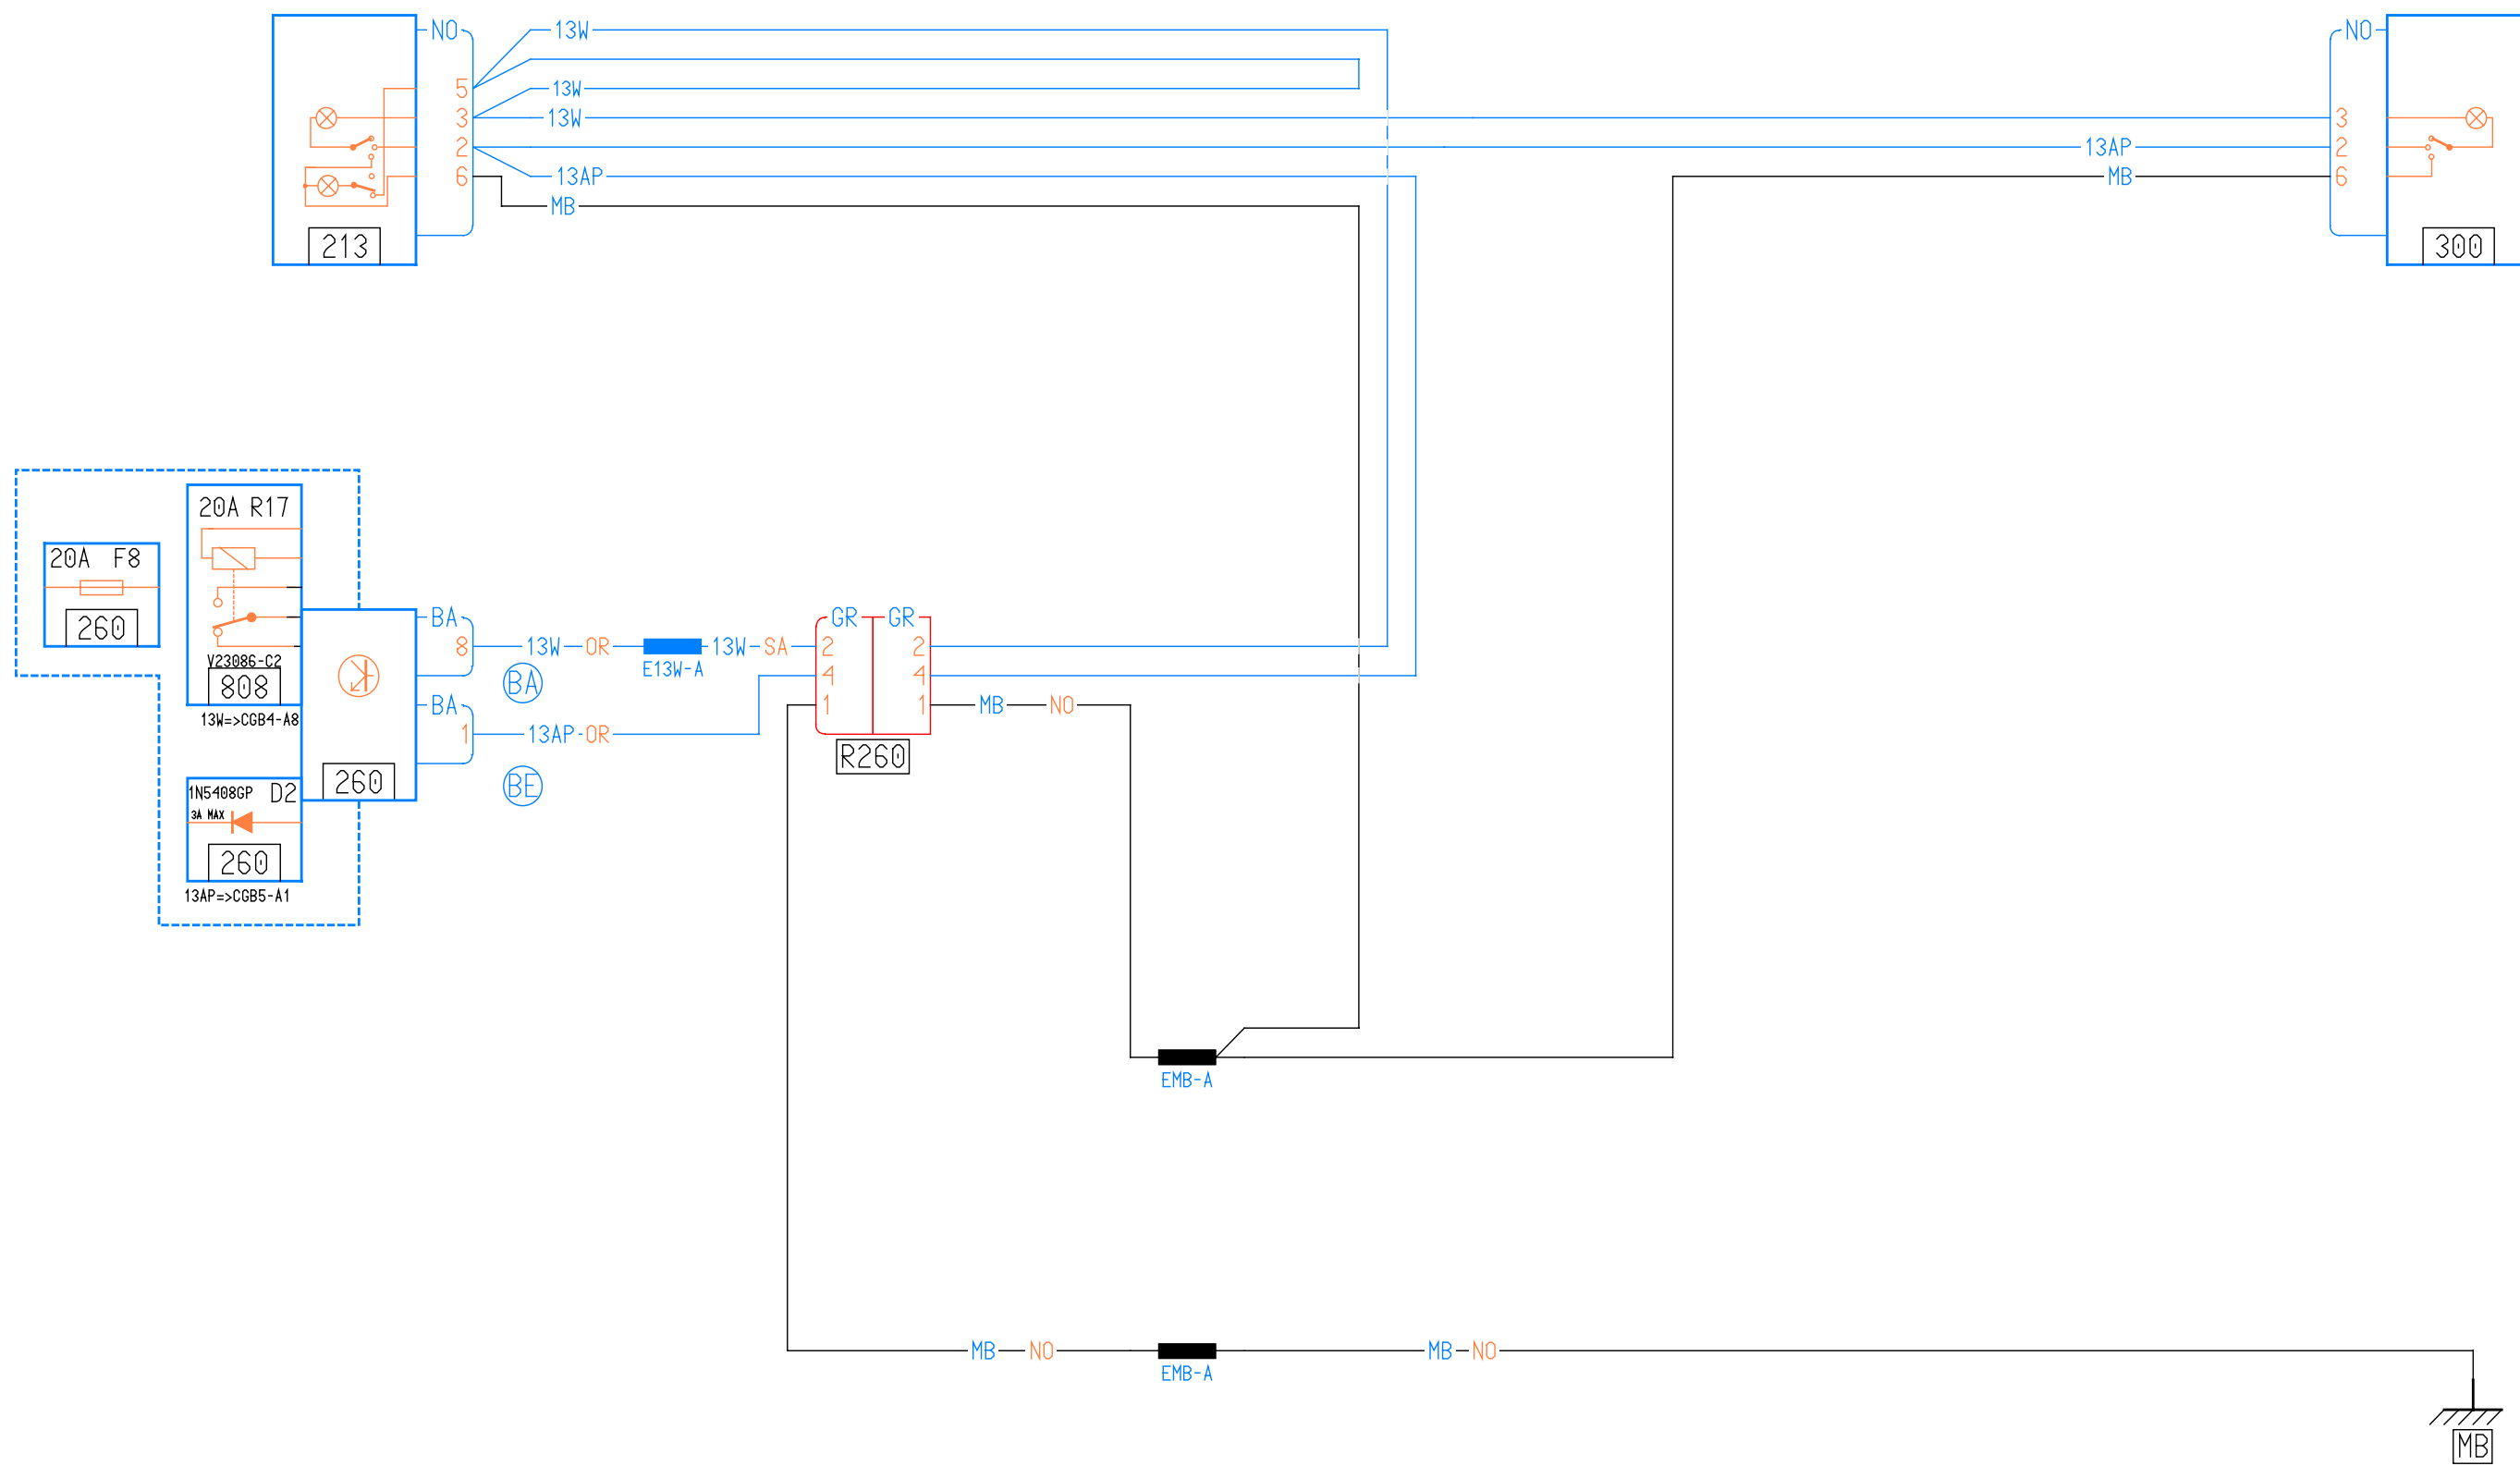 NO 13W NO
5 13W
3 13W 3
2 13AP 2
6 13AP MB 6
MB
213 300
20A R17
20A F8
260
V23086-C2
808
13W=>CGB4-A8
BA
8 13W OR 13W SA
E13W-A
BA
BA
1 13AP OR
BE
260
GR GR
2 2
4 4
1 1 MB NO
R260
1N5408GP D2
3A MAX
260
13AP=>CGB5-A1
EMB-A
MB NO MB NO
EMB-A
MB